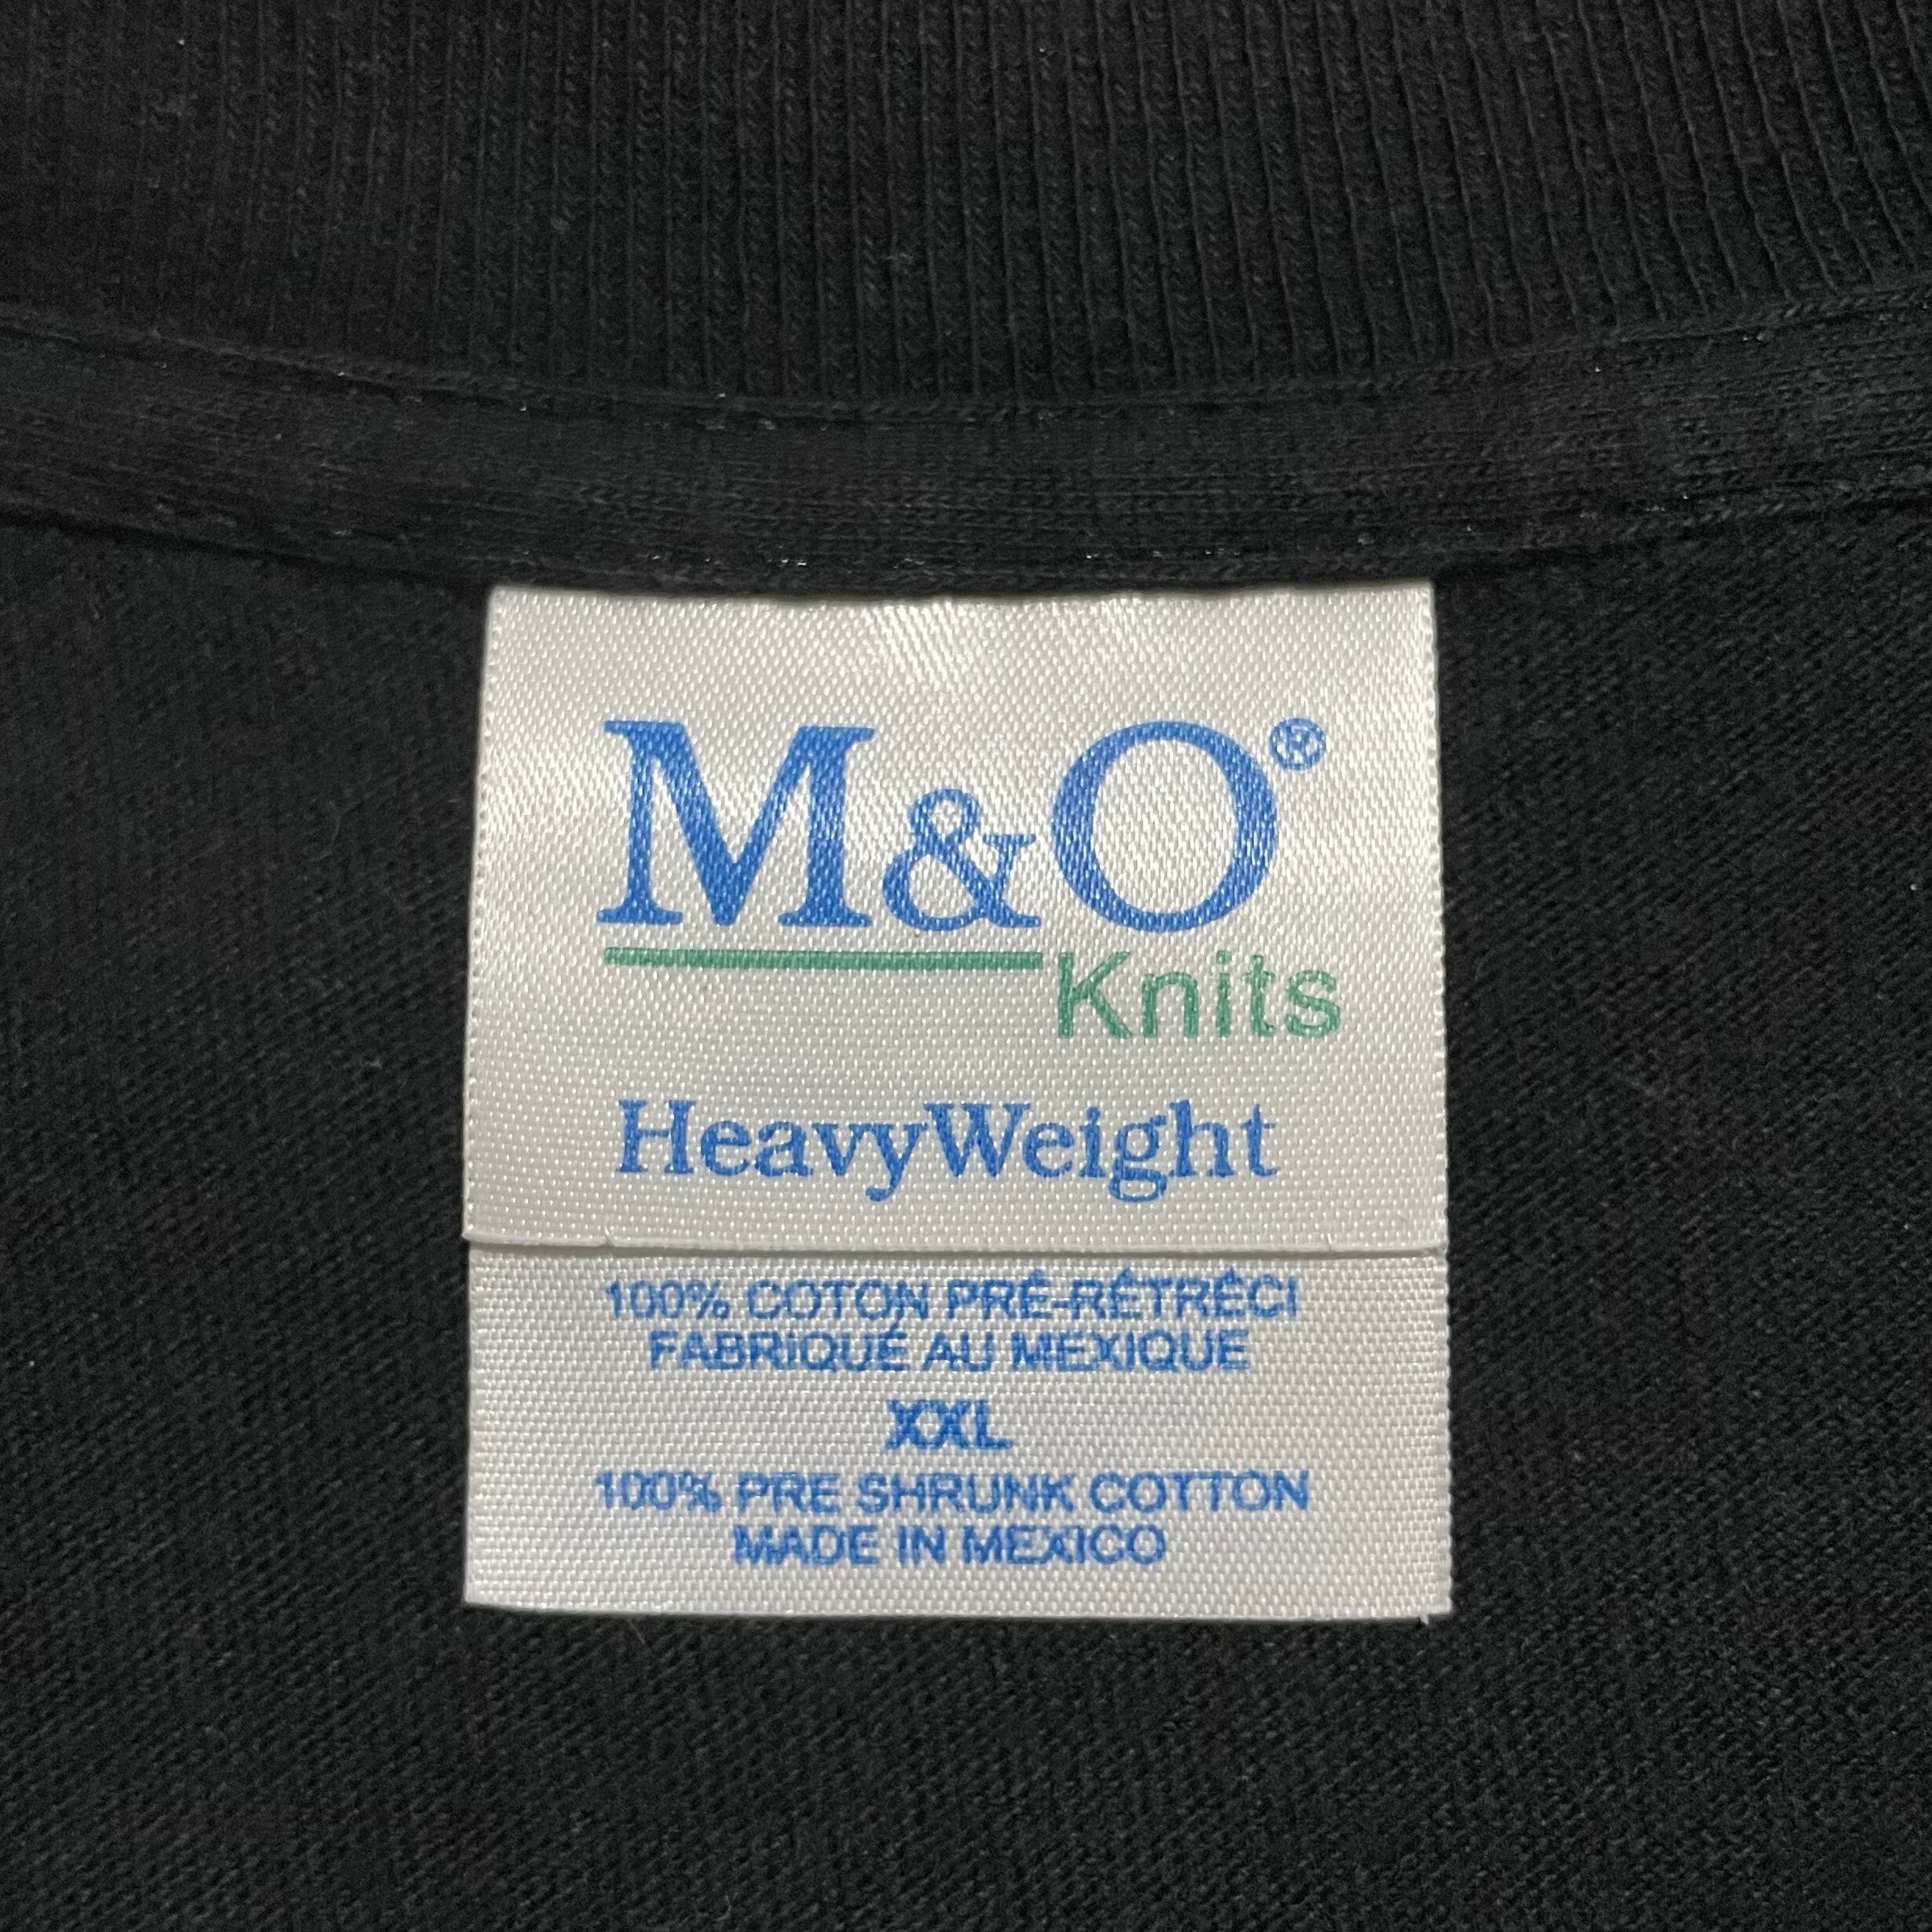 M&O®
Knits
HeavyWeight
100% COTON PRÉ-RÉTRÉCI
FABRIQUÉ AU MEXIQUE
XXL
100% PRE SHRUNK COTTON
MADE IN MEXICO